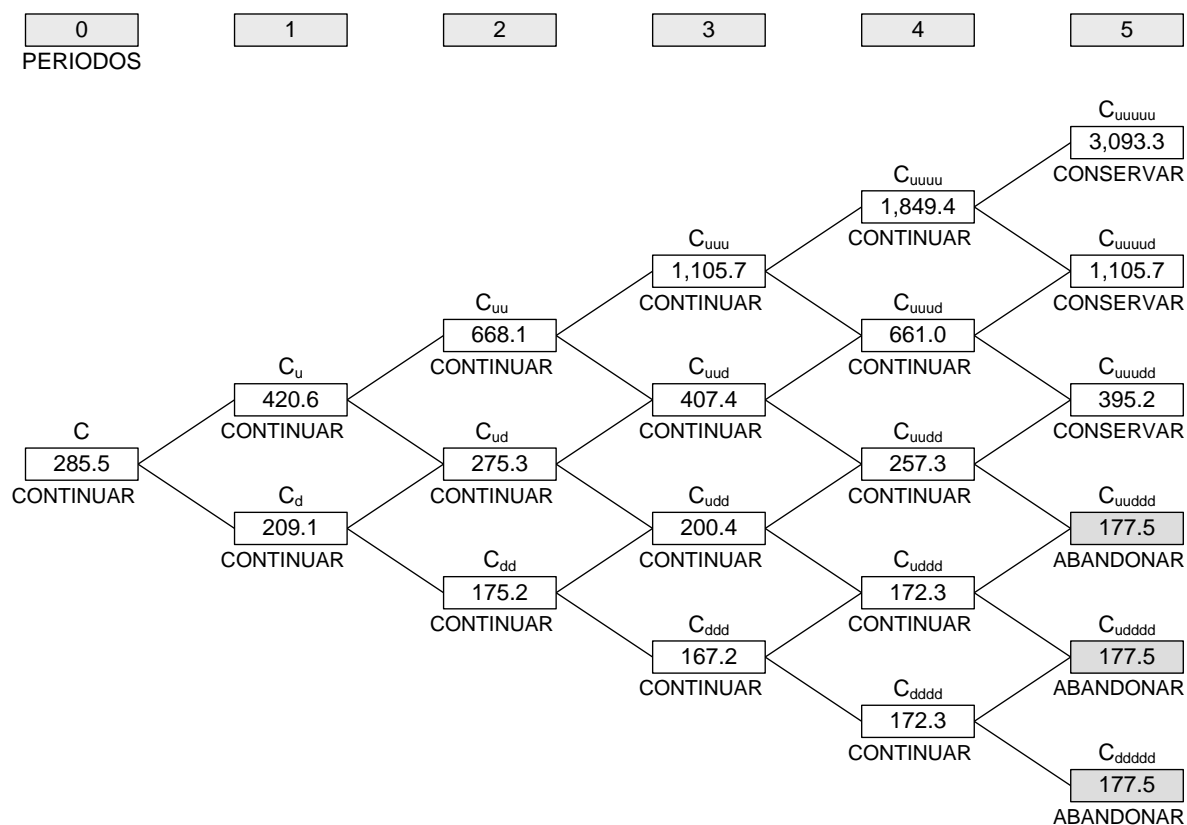 0 1 2 3 4 5
PERIODOS
Cuuuuu
3,093.3
CONSERVAR
Cuuuu
1,849.4
CONTINUAR
Cuuu
1,105.7
CONTINUAR
Cuuuud
1,105.7
CONSERVAR
Cuu
668.1
CONTINUAR
Cuuud
661.0
CONTINUAR
Cu
420.6
CONTINUAR
Cuud
407.4
CONTINUAR
Cuuudd
395.2
CONSERVAR
C
285.5
CONTINUAR
Cud
275.3
CONTINUAR
Cuudd
257.3
CONTINUAR
Cd
209.1
CONTINUAR
Cudd
200.4
CONTINUAR
Cuuddd
177.5
ABANDONAR
Cdd
175.2
CONTINUAR
Cuddd
172.3
CONTINUAR
Cddd
167.2
CONTINUAR
Cudddd
177.5
ABANDONAR
Cdddd
172.3
CONTINUAR
Cddddd
177.5
ABANDONAR